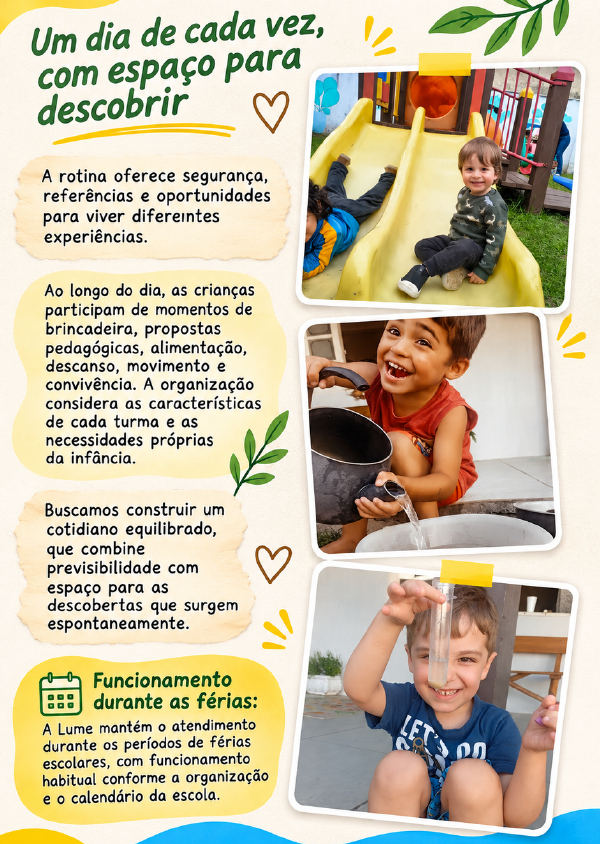 Um dia de cada vez,
com espaço para
descobrir
A rotina oferece segurança,
referências e oportunidades
para viver diferentes
experiências.
Ao longo do dia, as crianças
participam de momentos de
brincadeira, propostas
pedagógicas, alimentação,
descanso, movimento e
convivência. A organização
considera as características
de cada turma e as
necessidades próprias
da infância.
Buscamos construir um
cotidiano equilibrado,
que combine
previsibilidade com
espaço para as
descobertas que surgem
espontaneamente.
Funcionamento
durante as férias:
A Lume mantém o atendimento
durante os períodos de férias
escolares, com funcionamento
habitual conforme a organização
e o calendário da escola.
LET'S GO